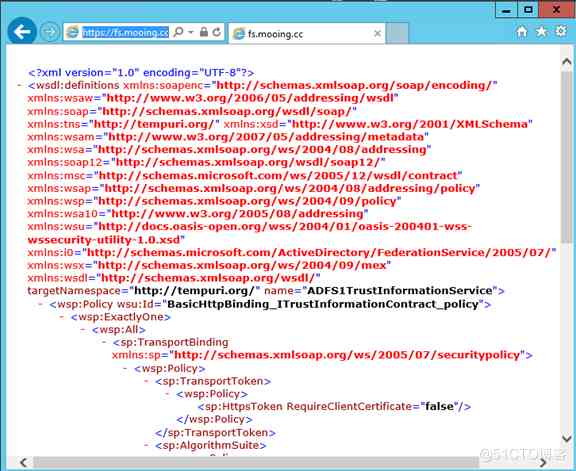 https://fs.mooing.cc
fs.mooing.cc
<?xml version="1.0" encoding="UTF-8"?>
- <wsdl:definitions xmlns:soapenc="http://schemas.xmlsoap.org/soap/encoding/"
xmlns:wsaw="http://www.w3.org/2006/05/addressing/wsdl"
xmlns:soap="http://schemas.xmlsoap.org/wsdl/soap/"
xmlns:tns="http://tempuri.org/" xmlns:xsd="http://www.w3.org/2001/XMLSchema"
xmlns:wsam="http://www.w3.org/2007/05/addressing/metadata"
xmlns:wsa="http://schemas.xmlsoap.org/ws/2004/08/addressing"
xmlns:soap12="http://schemas.xmlsoap.org/wsdl/soap12/"
xmlns:msc="http://schemas.microsoft.com/ws/2005/12/wsdl/contract"
xmlns:wsap="http://schemas.xmlsoap.org/ws/2004/08/addressing/policy"
xmlns:wsp="http://schemas.xmlsoap.org/ws/2004/09/policy"
xmlns:wsa10="http://www.w3.org/2005/08/addressing"
xmlns:wsu="http://docs.oasis-open.org/wss/2004/01/oasis-200401-wss-
wssecurity-utility-1.0.xsd"
xmlns:i0="http://schemas.microsoft.com/ActiveDirectory/FederationService/2005/07/"
xmlns:wsx="http://schemas.xmlsoap.org/ws/2004/09/mex"
xmlns:wsdl="http://schemas.xmlsoap.org/wsdl/"
targetNamespace="http://tempuri.org/" name="ADFS1TrustInformationService">
- <wsp:Policy wsu:Id="BasicHttpBinding_ITrustInformationContract_policy">
- <wsp:ExactlyOne>
- <wsp:All>
- <sp:TransportBinding
xmlns:sp="http://schemas.xmlsoap.org/ws/2005/07/securitypolicy">
- <wsp:Policy>
- <sp:TransportToken>
- <wsp:Policy>
<sp:HttpsToken RequireClientCertificate="false"/>
</wsp:Policy>
</sp:TransportToken>
- <sp:AlgorithmSuite>
@51CTO博客